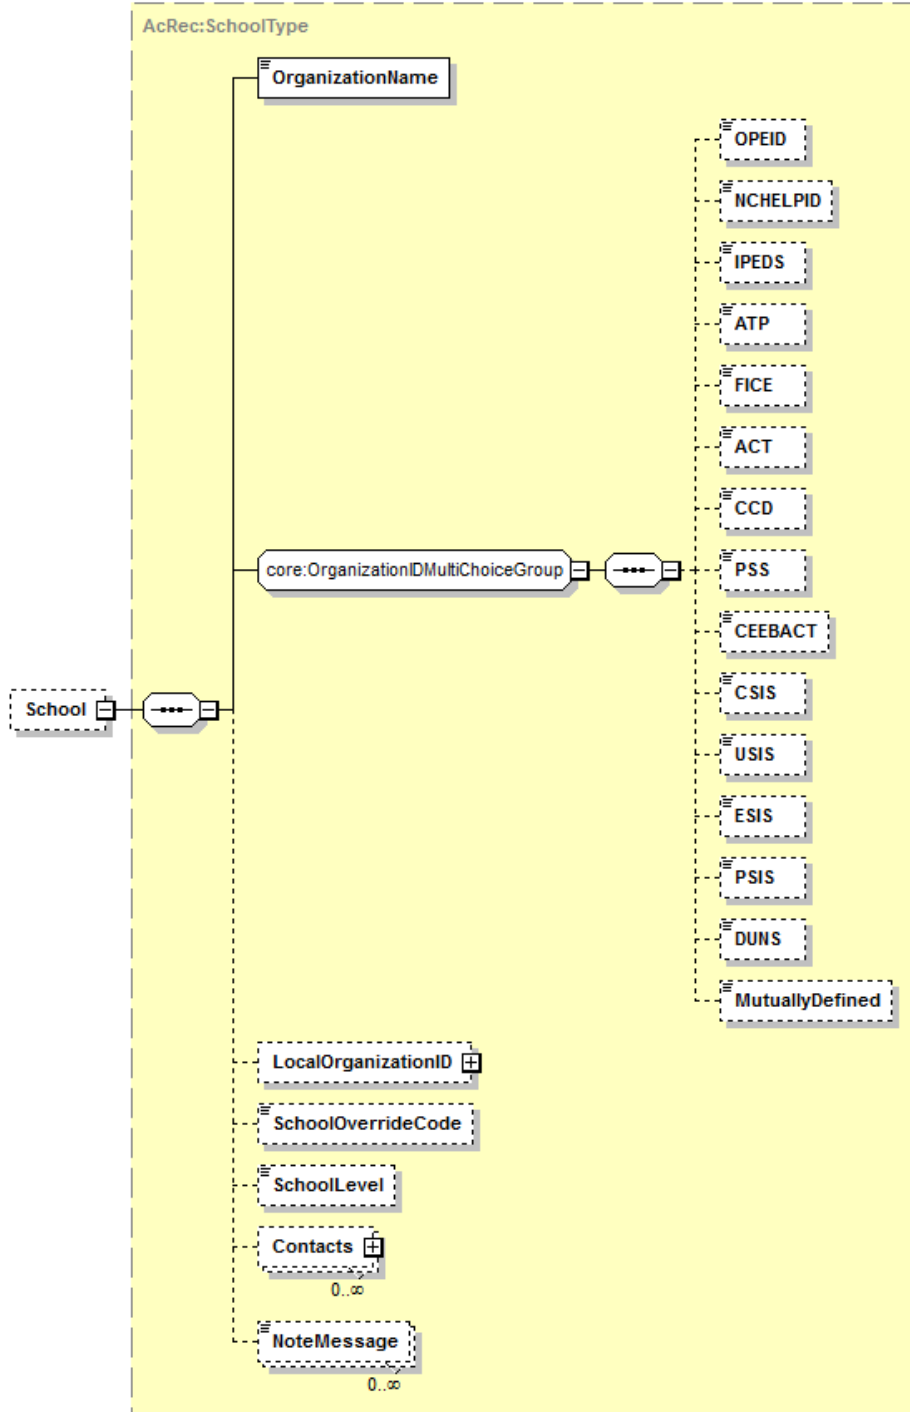 AcRec:SchoolType
OrganizationName
OPEID
NCHELPID
IPEDS
ATP
FICE
ACT
CCD
core:OrganizationIDMultiChoiceGroup
PSS
CEEBACT
CSIS
School
USIS
ESIS
PSIS
DUNS
MutuallyDefined
LocalOrganizationID
SchoolOverrideCode
SchoolLevel
Contacts
0..∞
NoteMessage
0..∞